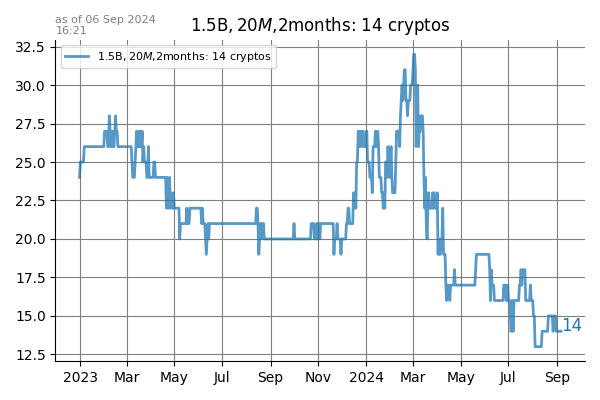 as of 06 Sep 2024
16:21
1.5B, 20M,2months: 14 cryptos
1.5B, 20M,2months: 14 cryptos
32.5
30.0
27.5
25.0
22.5
20.0
17.5
15.0
12.5
14
2023 Mar May Jul Sep Nov 2024 Mar May Jul Sep